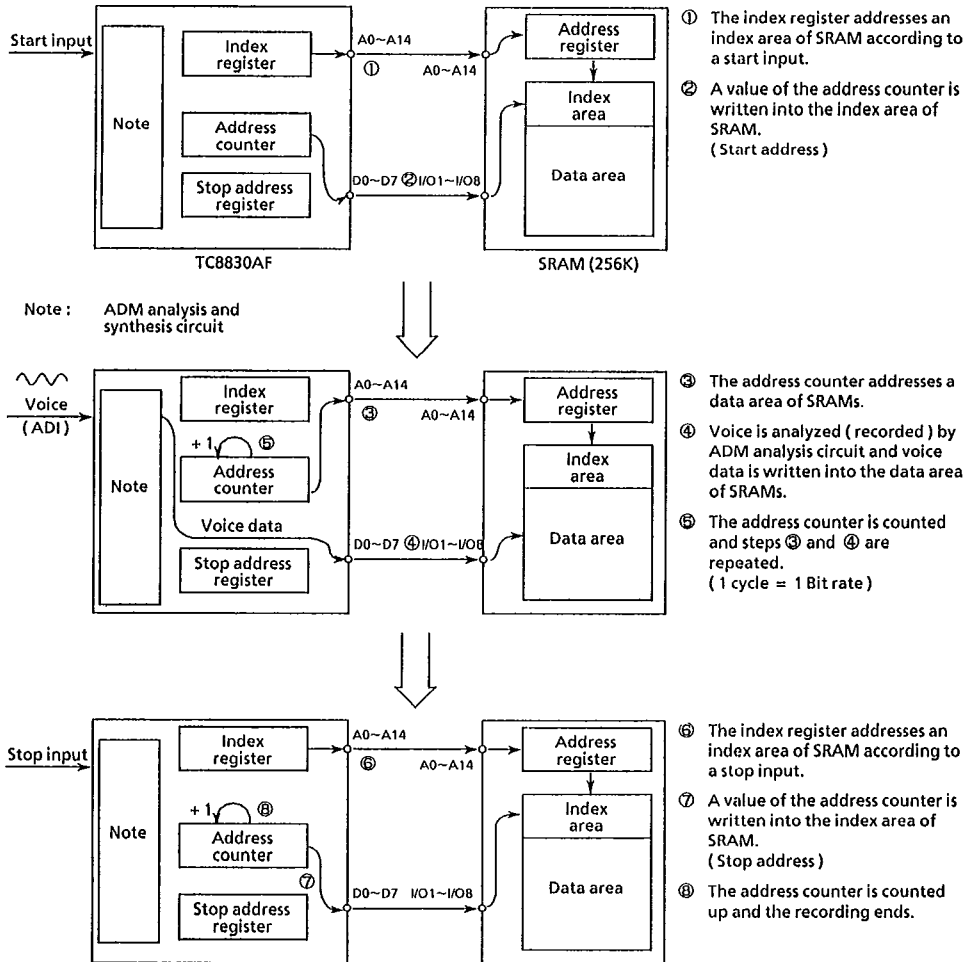 Start input
Note
Index
register
Address
counter
Stop address
register
TC8830AF
A0~A14
①
A0~A14
D0~D7 ② I/O1~I/O8
Address
register
Index
area
Data area
SRAM (256K)
① The index register addresses an
index area of SRAM according to
a start input.
② A value of the address counter is
written into the index area of
SRAM.
( Start address )
Note : ADM analysis and
synthesis circuit
Voice
( ADI )
Note
Index
register
+ 1 ⑤
Address
counter
Voice data
Stop address
register
A0~A14
③
A0~A14
D0~D7 ④ I/O1~I/O8
Address
register
Index
area
Data area
③ The address counter addresses a
data area of SRAMs.
④ Voice is analyzed ( recorded ) by
ADM analysis circuit and voice
data is written into the data area
of SRAMs.
⑤ The address counter is counted
and steps ③ and ④ are
repeated.
( 1 cycle = 1 Bit rate )
Stop input
Note
Index
register
+ 1 ⑧
Address
counter
⑦
Stop address
register
A0~A14
⑥
A0~A14
D0~D7 I/O1~I/O8
Address
register
Index
area
Data area
⑥ The index register addresses an
index area of SRAM according to
a stop input.
⑦ A value of the address counter is
written into the index area of
SRAM.
( Stop address )
⑧ The address counter is counted
up and the recording ends.